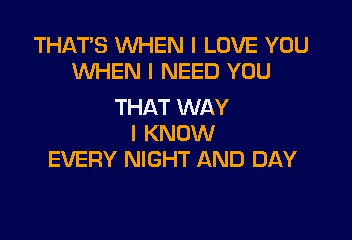 THAT'S WHEN I LOVE YOU
WHEN I NEED YOU
THAT WAY
I KNOW
EVERY NIGHT AND DAY